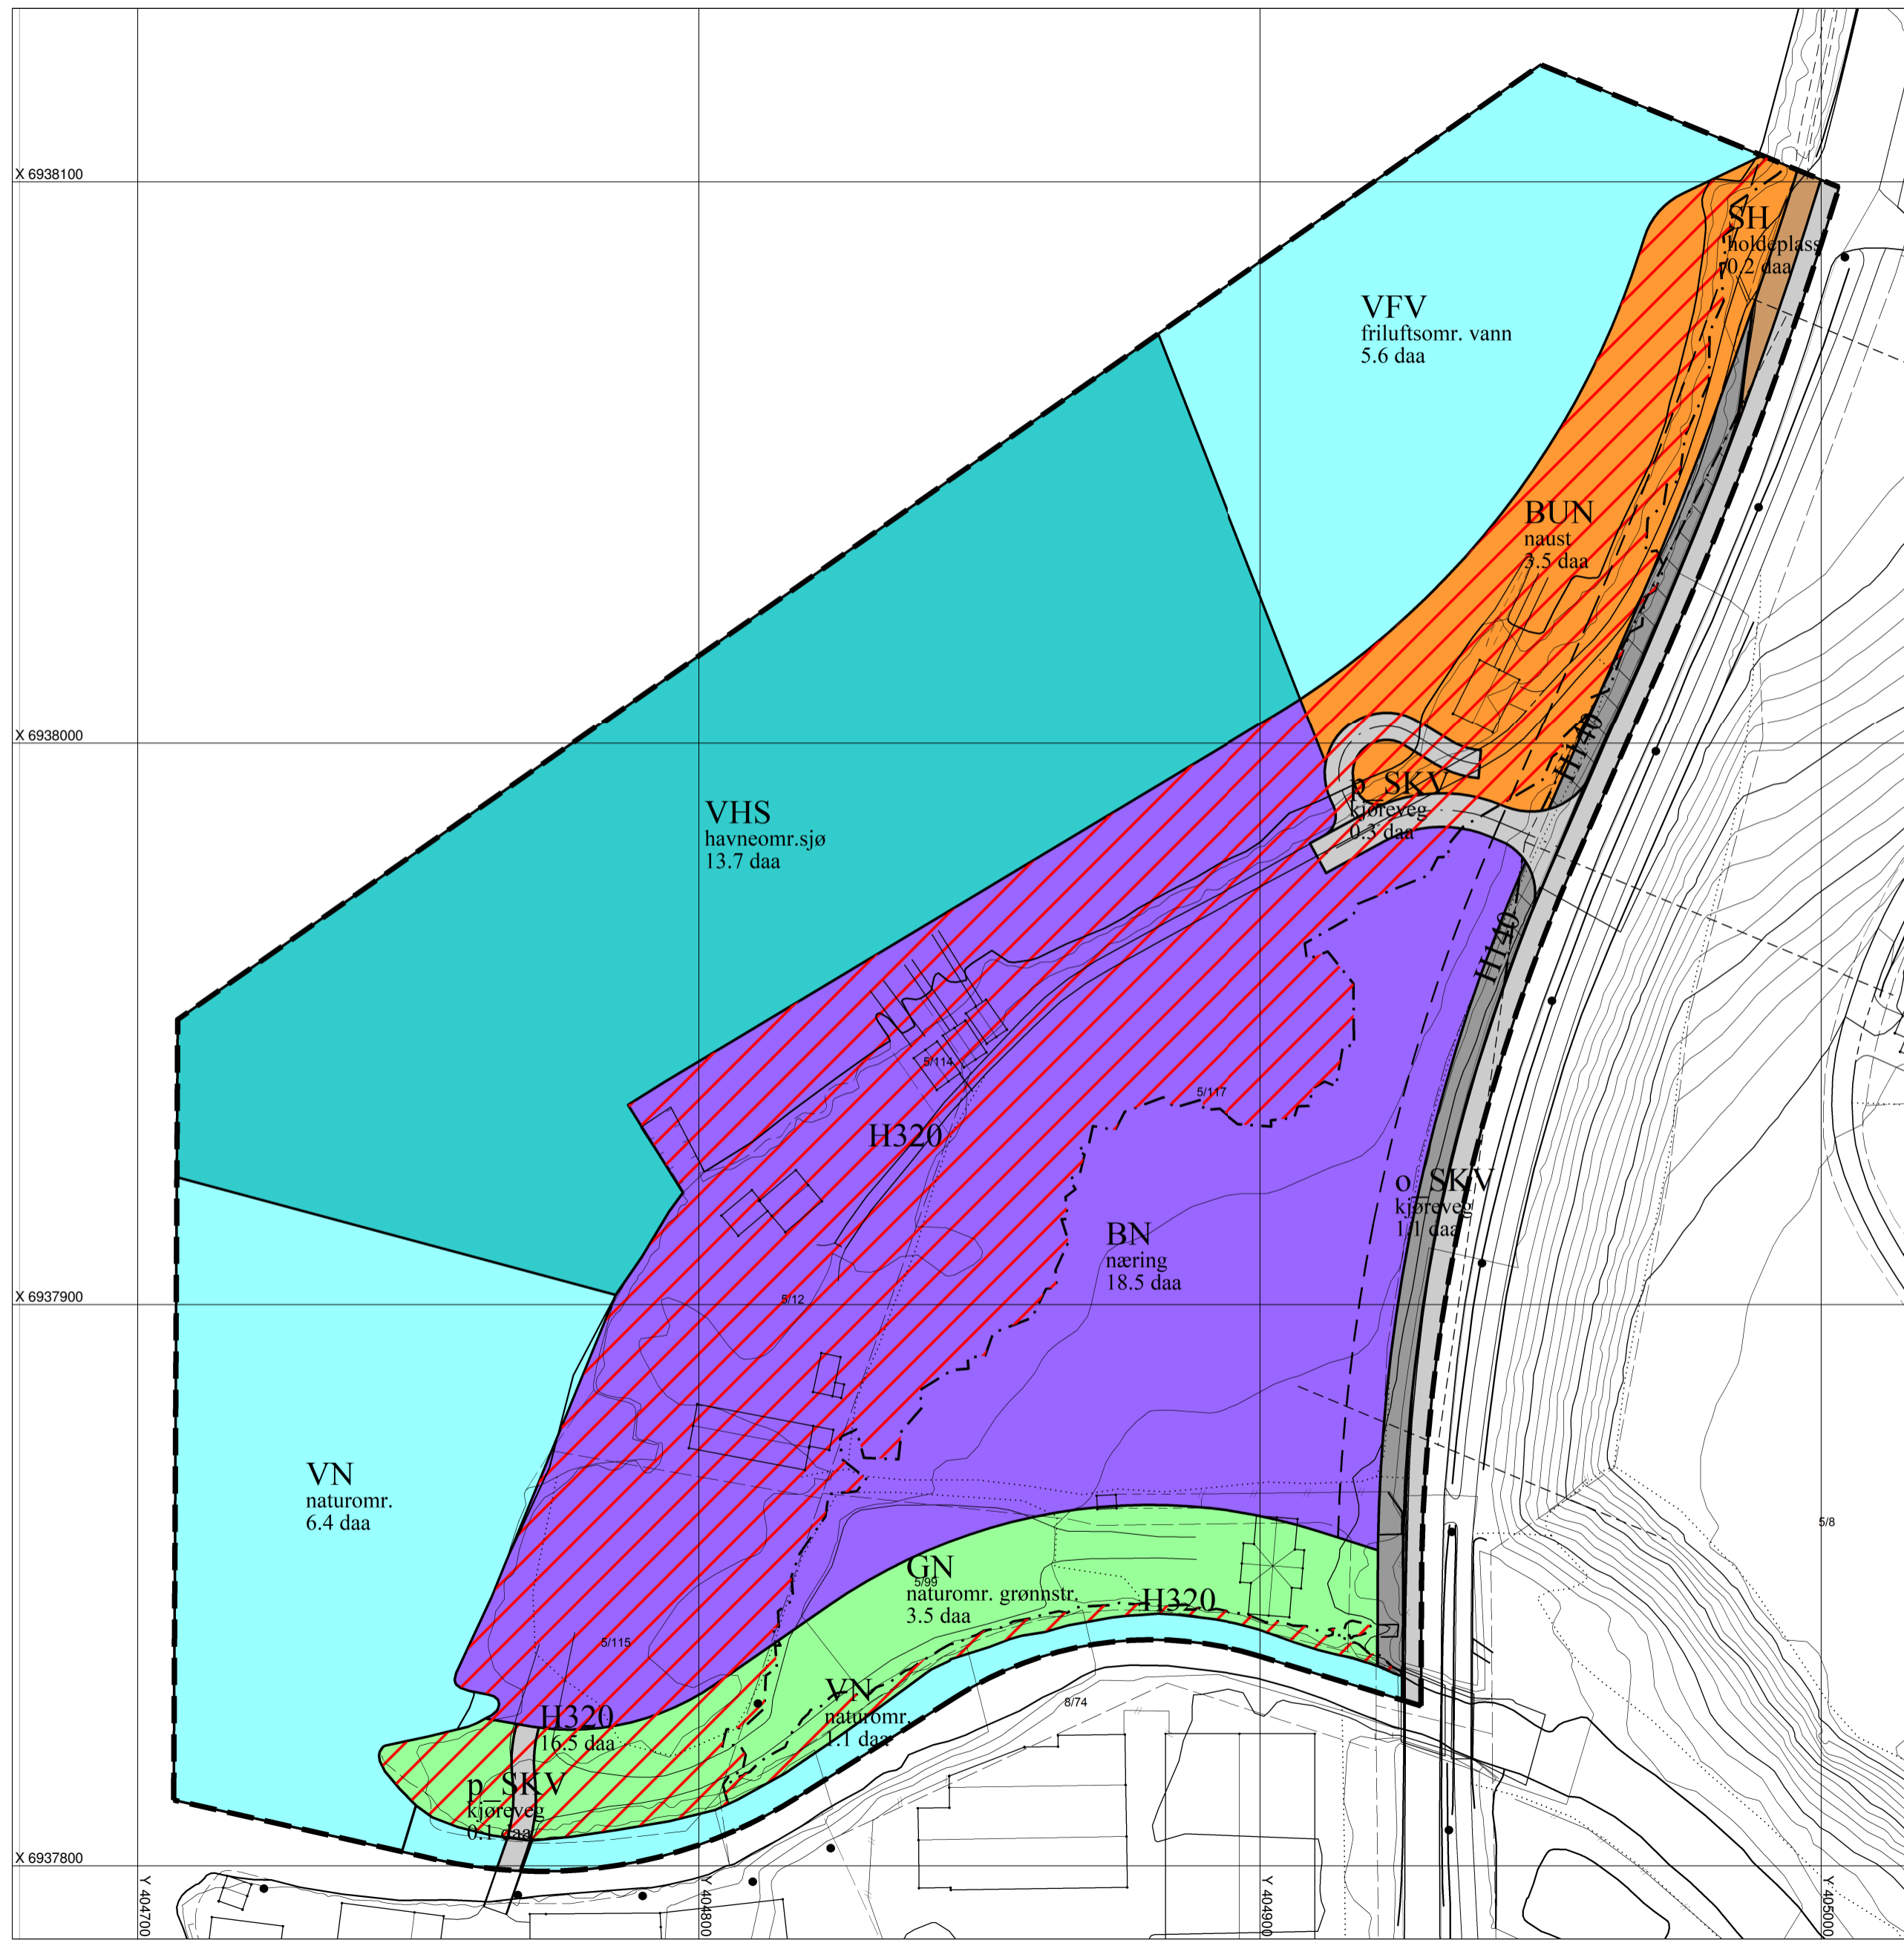 X 6938100
SH
holdeplass
0.2 daa
VFV
friluftsomr. vann
5.6 daa
BUN
naust
3.5 daa
H140
X 6938000
p_SKV
kjøreveg
0.3 daa
VHS
havneomr.sjø
13.7 daa
H140
5/114
5/117
H320
o_SKV
kjøreveg
1.1 daa
BN
næring
18.5 daa
5/12
X 6937900
VN
naturomr.
6.4 daa
5/8
GN
5/99
naturomr. grønnstr.
3.5 daa
H320
5/115
VN
naturomr.
1.1 daa
8/74
H320
16.5 daa
p_SKV
kjøreveg
0.1 daa
X 6937800
Y 404700
Y 404800
Y 404900
Y 405000